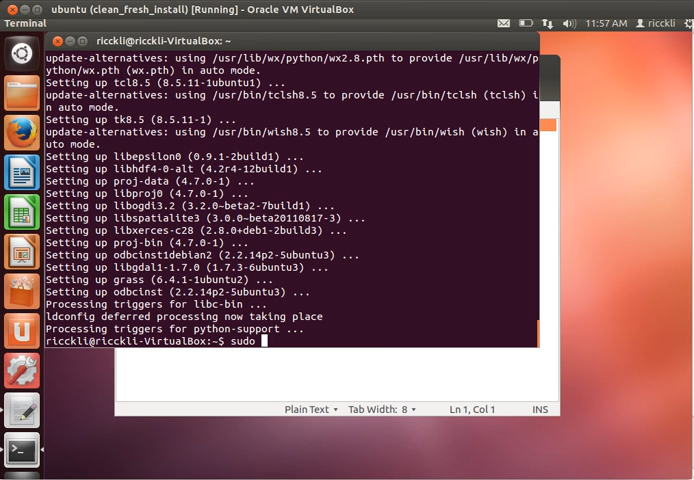 ubuntu (clean_fresh_install) [Running] - Oracle VM VirtualBox
Terminal 11:57 AM ricckli
ricckli@ricckli-VirtualBox: ~
update-alternatives: using /usr/lib/wx/python/wx2.8.pth to provide /usr/lib/wx/p
ython/wx.pth (wx.pth) in auto mode.
Setting up tcl8.5 (8.5.11-1ubuntu1) ...
update-alternatives: using /usr/bin/tclsh8.5 to provide /usr/bin/tclsh (tclsh) i
n auto mode.
Setting up tk8.5 (8.5.11-1) ...
update-alternatives: using /usr/bin/wish8.5 to provide /usr/bin/wish (wish) in a
uto mode.
Setting up libepsilon0 (0.9.1-2build1) ...
Setting up libhdf4-0-alt (4.2r4-12build1) ...
Setting up proj-data (4.7.0-1) ...
Setting up libproj0 (4.7.0-1) ...
Setting up libogdi3.2 (3.2.0~beta2-7build1) ...
Setting up libspatialite3 (3.0.0~beta20110817-3) ...
Setting up libxerces-c28 (2.8.0+deb1-2build3) ...
Setting up proj-bin (4.7.0-1) ...
Setting up odbcinst1debian2 (2.2.14p2-5ubuntu3) ...
Setting up libgdal1-1.7.0 (1.7.3-6ubuntu3) ...
Setting up grass (6.4.1-1ubuntu2) ...
Setting up odbcinst (2.2.14p2-5ubuntu3) ...
Processing triggers for libc-bin ...
ldconfig deferred processing now taking place
Processing triggers for python-support ...
ricckli@ricckli-VirtualBox:~$ sudo
Plain Text Tab Width: 8 Ln 1, Col 1 INS